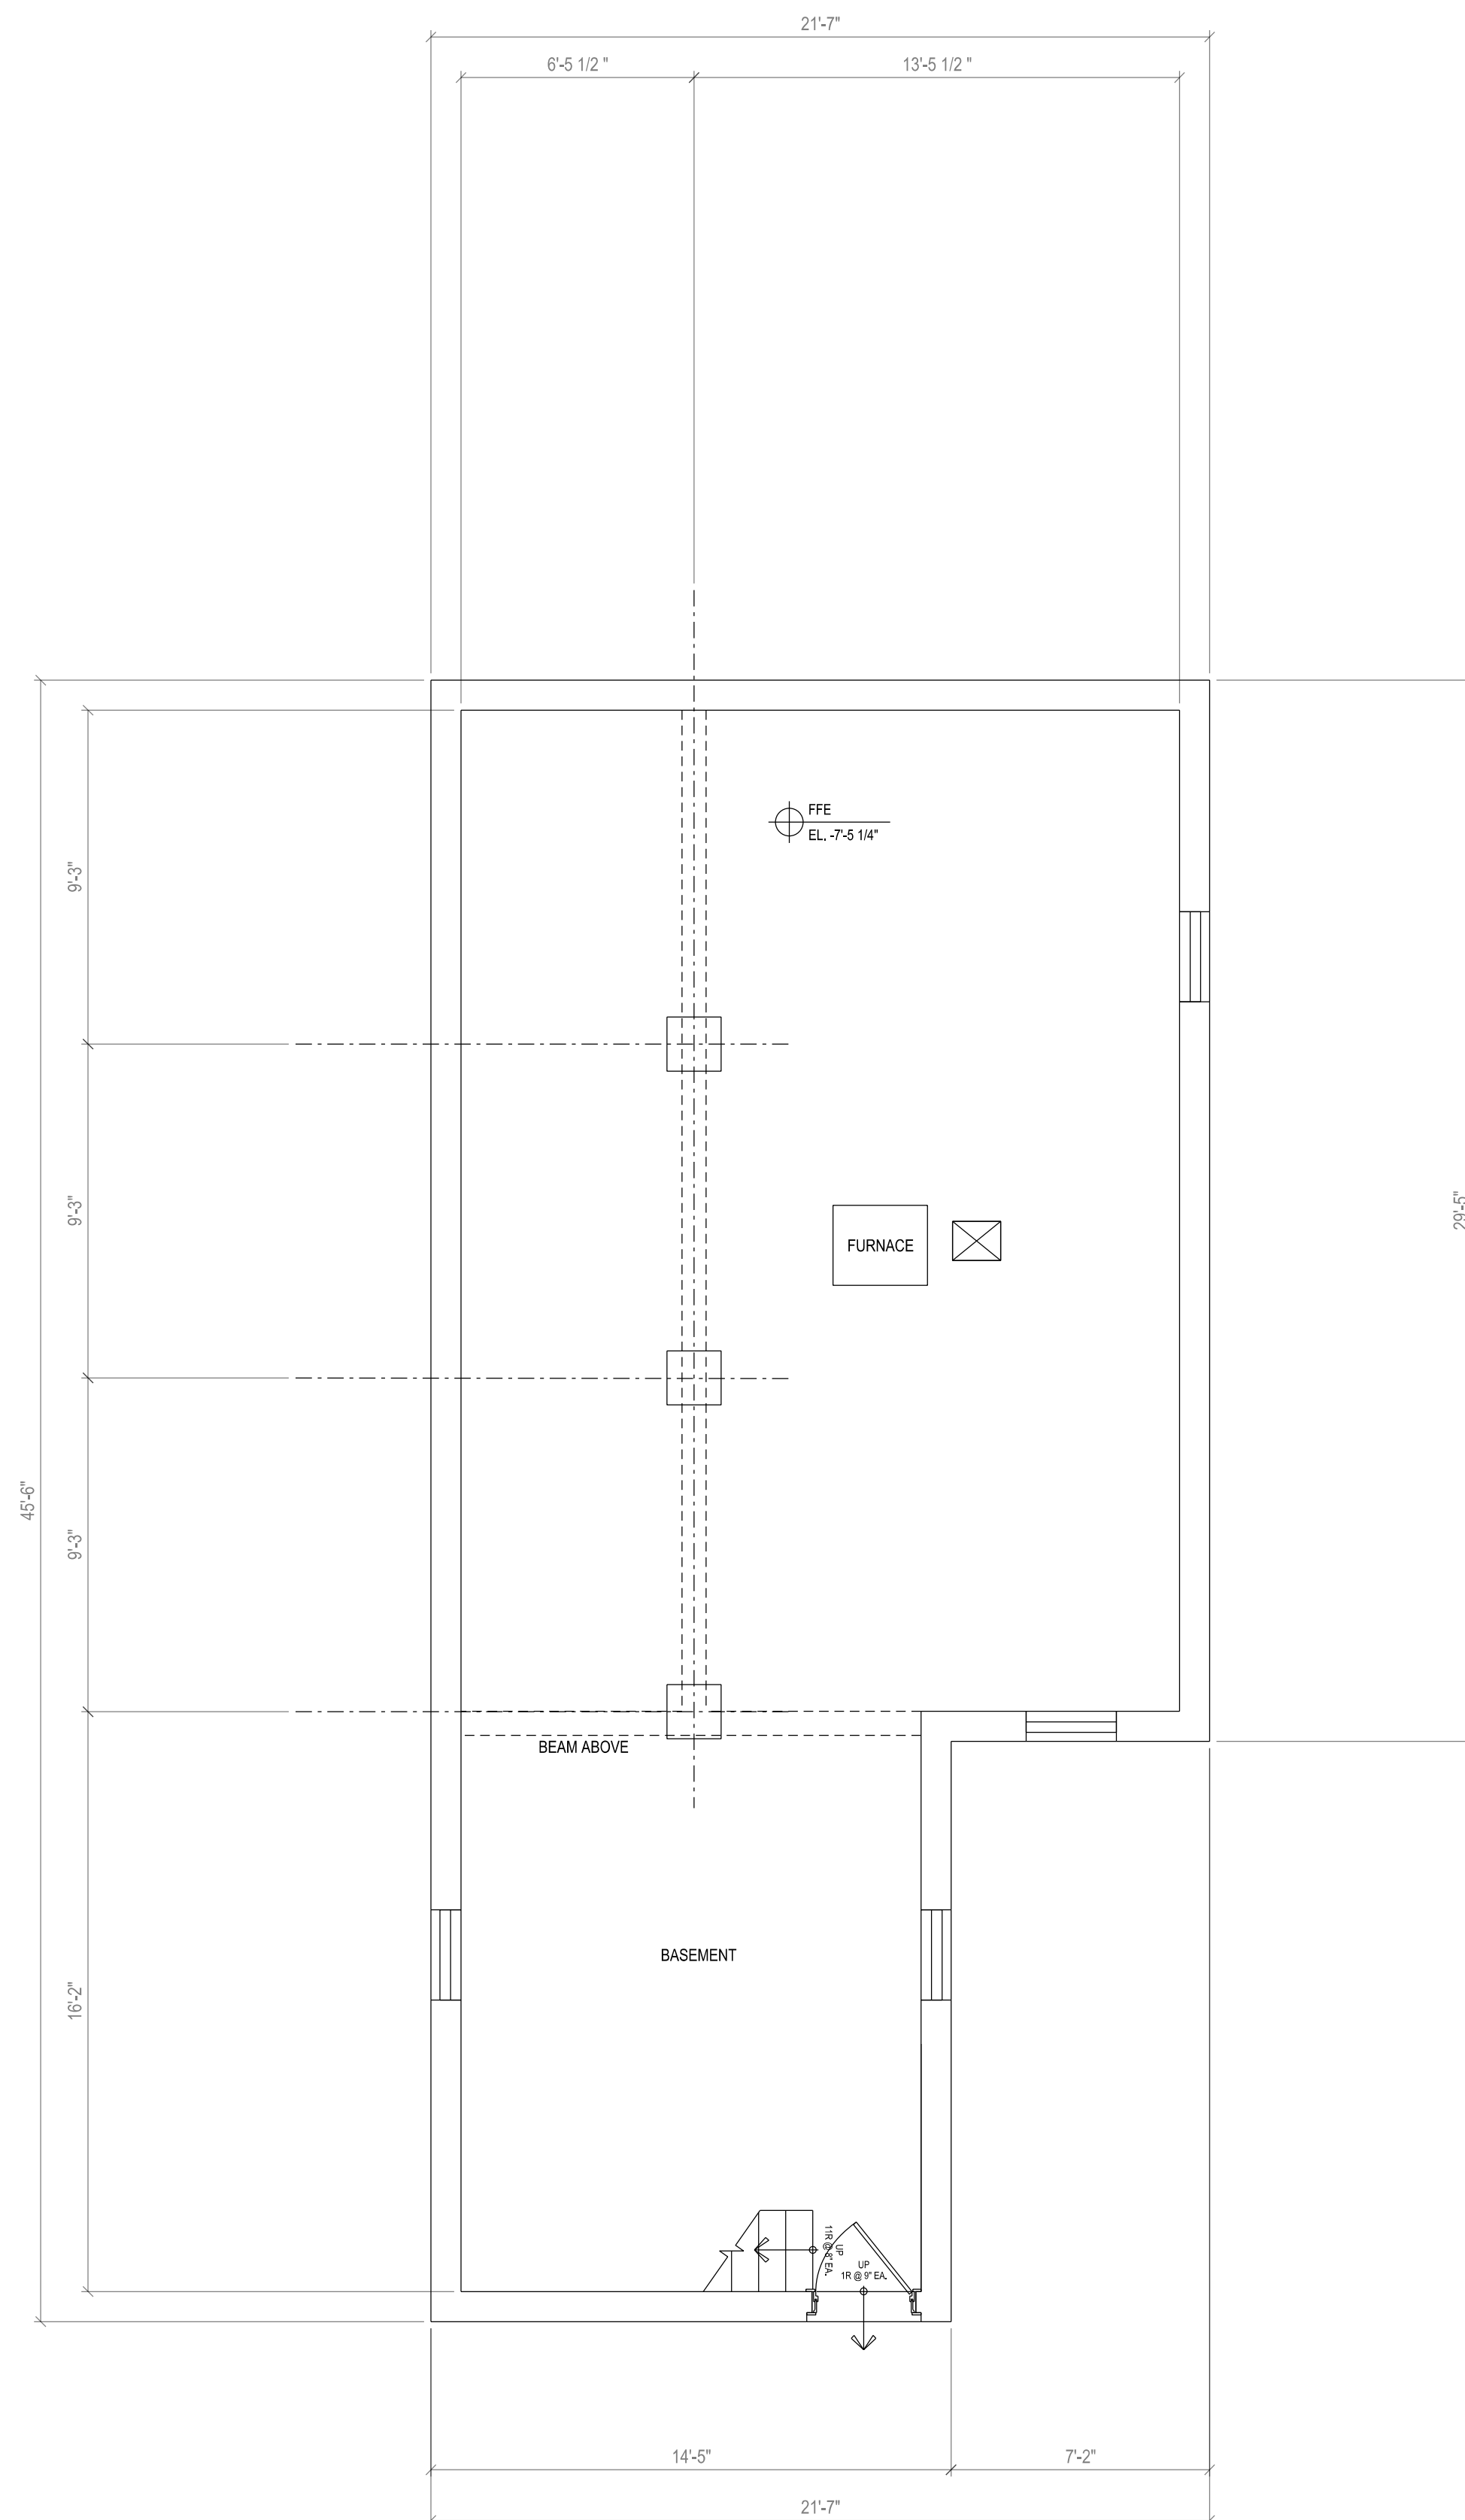 21'-7"
6'-5 1/2 "
13'-5 1/2 "
FFE
EL. -7'-5 1/4"
9'-3"
9'-3"
29'-5"
FURNACE
45'-6"
9'-3"
BEAM ABOVE
BASEMENT
16'-2"
UP
11R @ 8" EA.
UP
1R @ 9" EA.
14'-5"
7'-2"
21'-7"